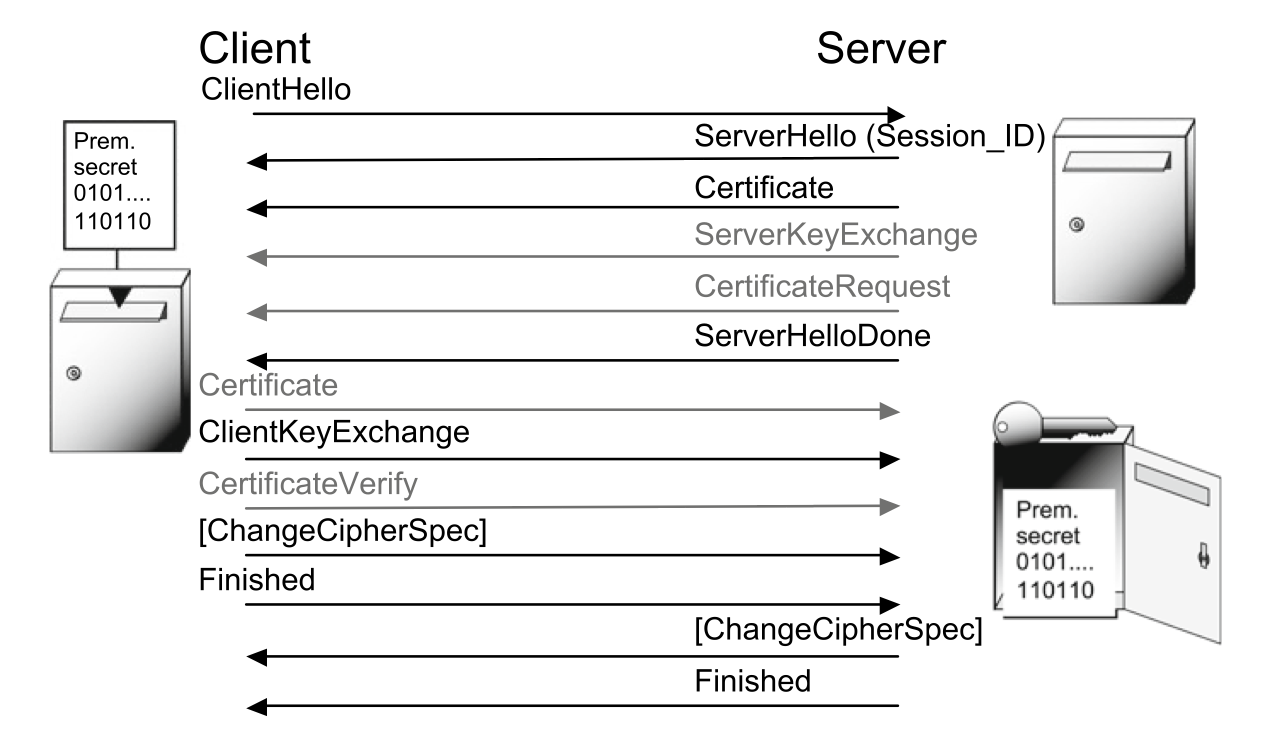 Client
Server
ClientHello
ServerHello (Session_ID)
Prem.
secret
0101....
110110
Certificate
ServerKeyExchange
CertificateRequest
ServerHelloDone
Certificate
ClientKeyExchange
CertificateVerify
[ChangeCipherSpec]
Finished
Prem.
secret
0101....
110110
[ChangeCipherSpec]
Finished